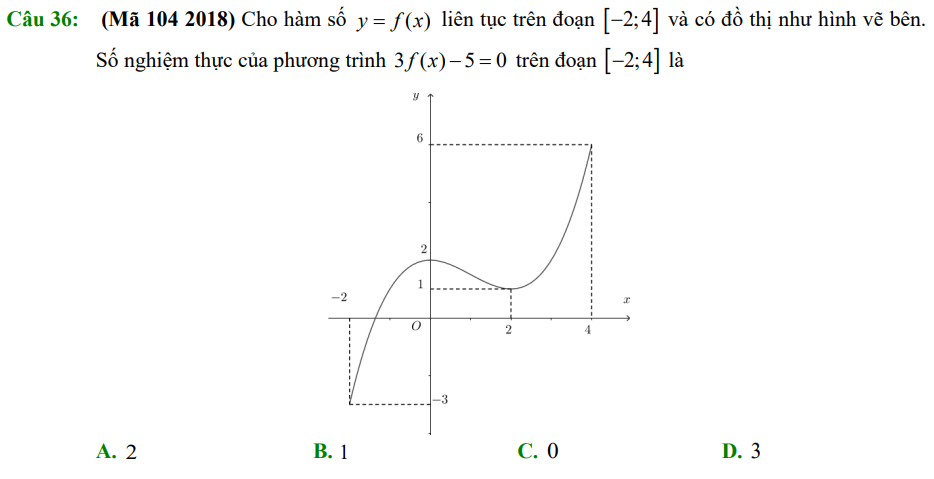 Câu 36: (Mã 104 2018) Cho hàm số y = f(x) liên tục trên đoạn [−2;4] và có đồ thị như hình vẽ bên.
Số nghiệm thực của phương trình 3f(x)−5=0 trên đoạn [−2;4] là
y
6
2
1
−2
x
O
2
4
−3
A. 2 B. 1 C. 0 D. 3